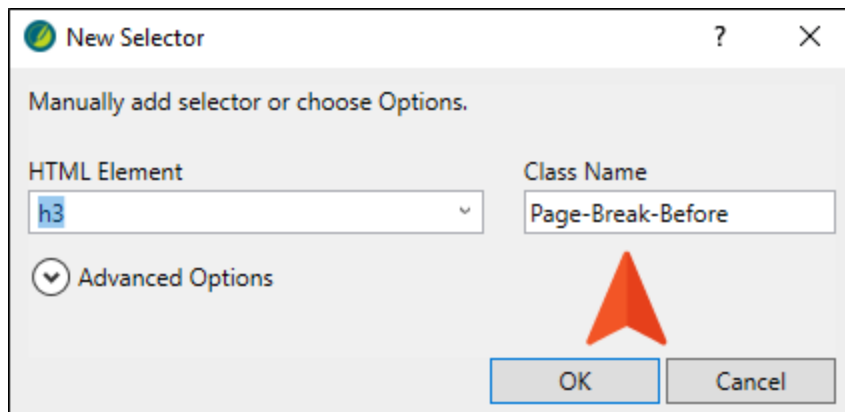 New Selector
?
Manually add selector or choose Options.
HTML Element
Class Name
h3
Page-Break-Before
Advanced Options
OK
Cancel